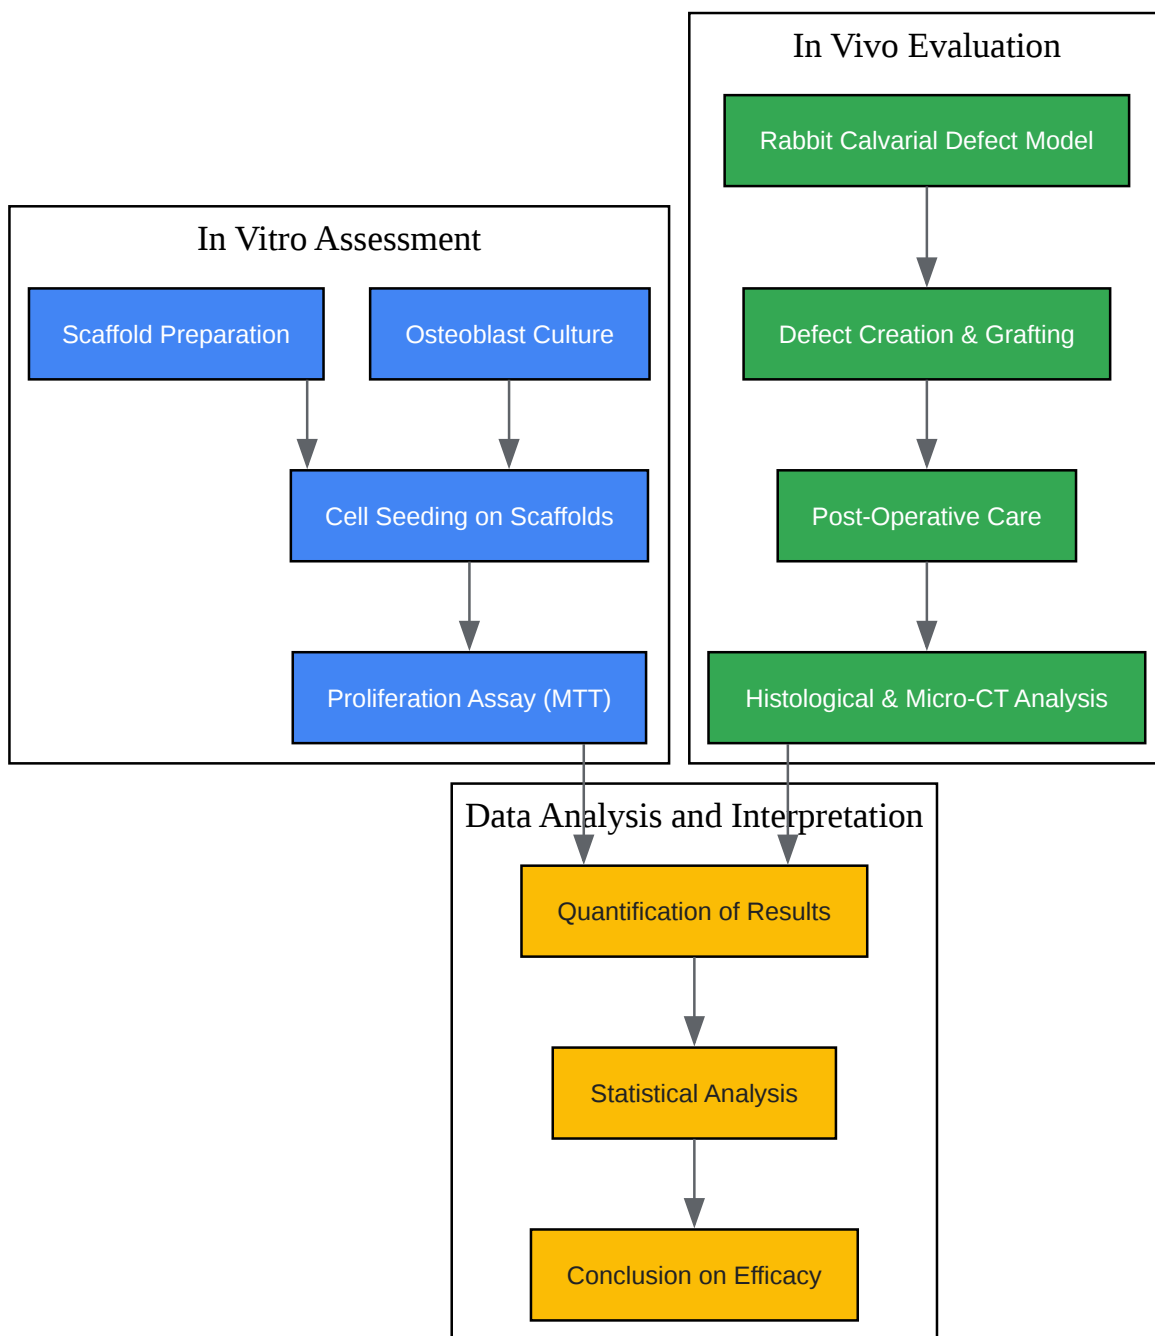 In Vitro Assessment
Scaffold Preparation
Osteoblast Culture
Cell Seeding on Scaffolds
Proliferation Assay (MTT)
In Vivo Evaluation
Rabbit Calvarial Defect Model
Defect Creation & Grafting
Post-Operative Care
Histological & Micro-CT Analysis
Data Analysis and Interpretation
Quantification of Results
Statistical Analysis
Conclusion on Efficacy